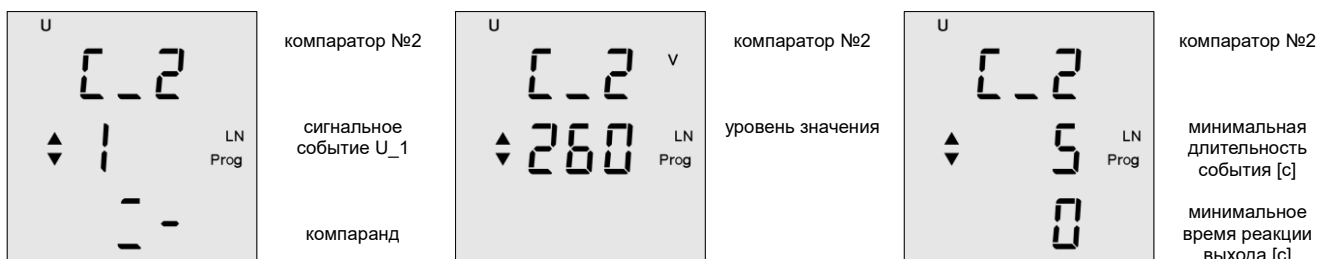 U
C_2
1
LN
Prog
компаратор №2
сигнальное
событие U_1
компаранд
U
C_2
V
260
LN
Prog
компаратор №2
уровень значения
U
C_2
5
LN
Prog
0
компаратор №2
минимальная
длительность
события [с]
минимальное
время реакции
выхода [с]